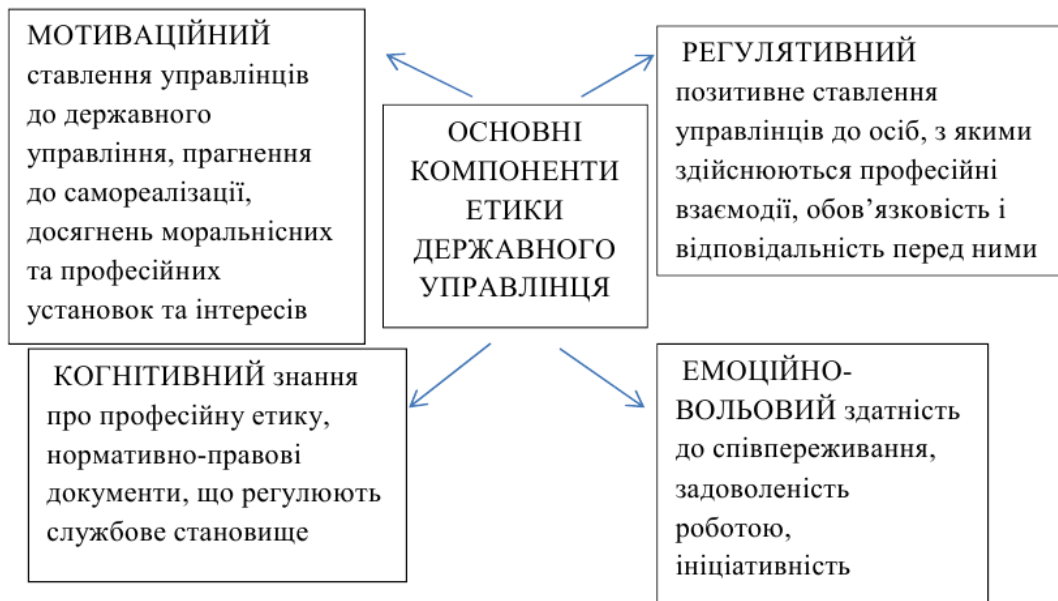 МОТИВАЦІЙНИЙ
ставлення управлінців
до державного
управління, прагнення
до самореалізації,
досягнень моральнісних
та професійних
установок та інтересів
РЕГУЛЯТИВНИЙ
позитивне ставлення
управлінців до осіб, з якими
здійснюються професійні
взаємодії, обов’язковість і
відповідальність перед ними
ОСНОВНІ
КОМПОНЕНТИ
ЕТИКИ
ДЕРЖАВНОГО
УПРАВЛІНЦЯ
КОГНІТИВНИЙ знання
про професійну етику,
нормативно-правові
документи, що регулюють
службове становище
ЕМОЦІЙНО-
ВОЛЬОВИЙ здатність
до співпереживання,
задоволеність
роботою,
ініціативність